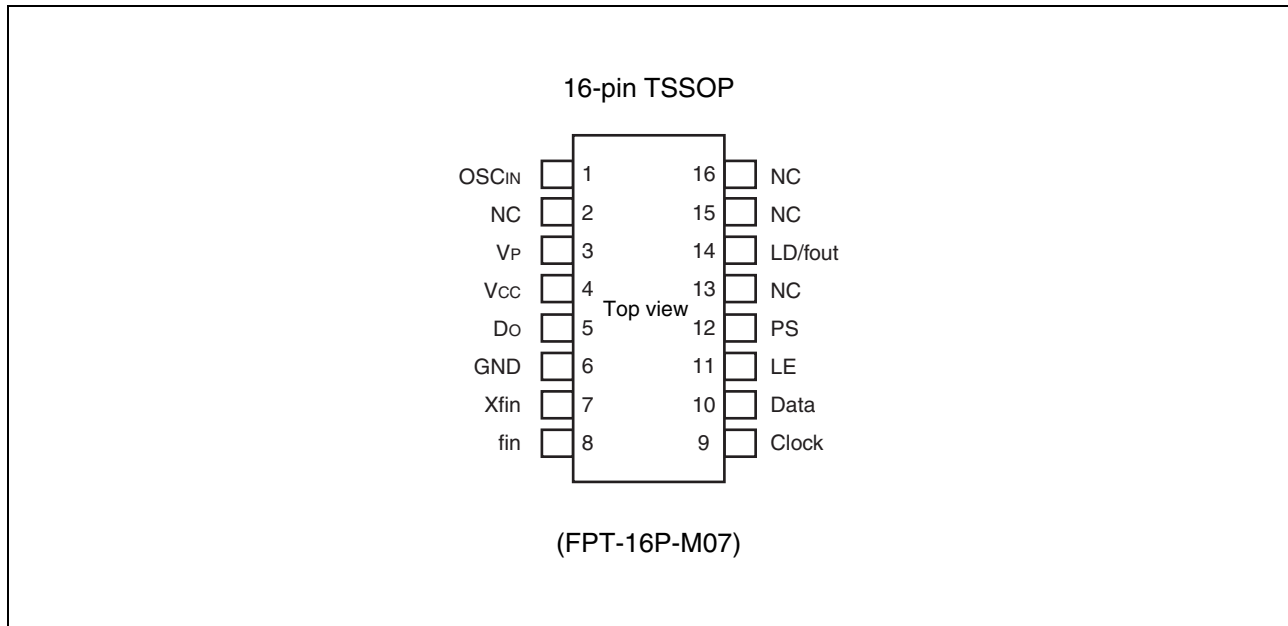 16-pin TSSOP
OSCIN 1 16 NC
NC 2 15 NC
VP 3 14 LD/fout
VCC 4 13 NC
Top view
DO 5 12 PS
GND 6 11 LE
Xfin 7 10 Data
fin 8 9 Clock
(FPT-16P-M07)